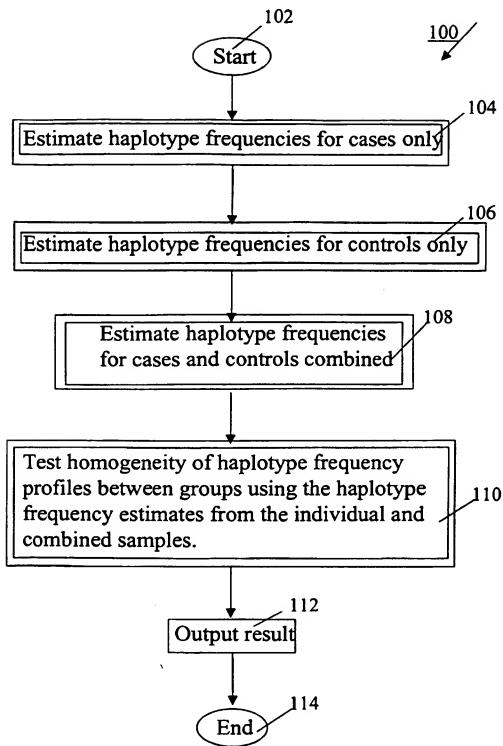 102
100
Start
104
Estimate haplotype frequencies for cases only
106
Estimate haplotype frequencies for controls only
108
Estimate haplotype frequencies
for cases and controls combined
Test homogeneity of haplotype frequency
profiles between groups using the haplotype
frequency estimates from the individual and
combined samples.
110
112
Output result
End
114